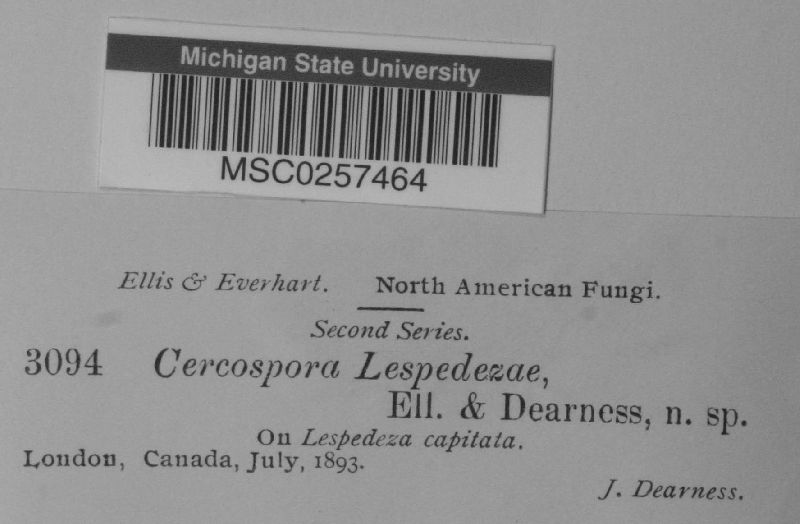 Michigan State University
MSC0257464
Ellis & Everhart. North American Fungi.
Second Series.
3094 Cercospora Lespedezae,
Ell. & Dearness, n. sp.
On Lespedeza capitata.
London, Canada, July, 1893.
J. Dearness.